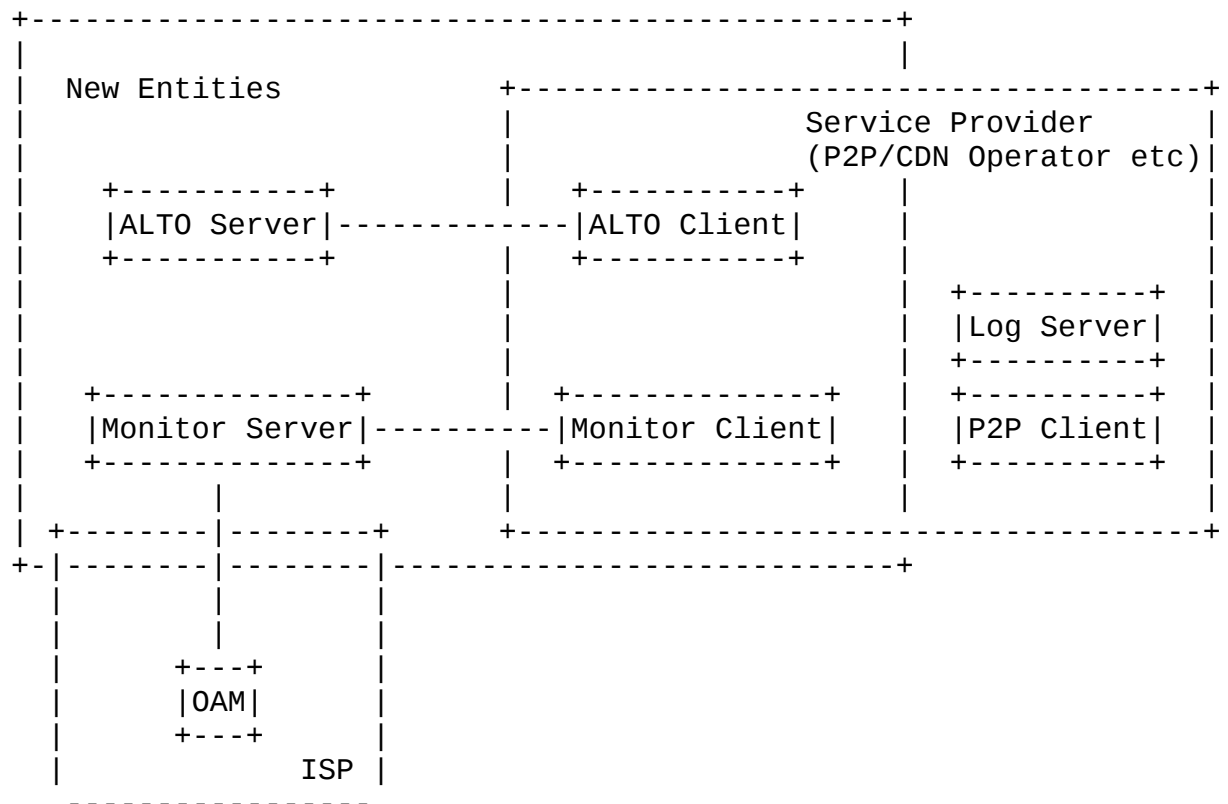 New Entities
Service Provider
(P2P/CDN Operator etc)
ALTO Server
ALTO Client
Log Server
Monitor Server
Monitor Client
P2P Client
OAM
ISP